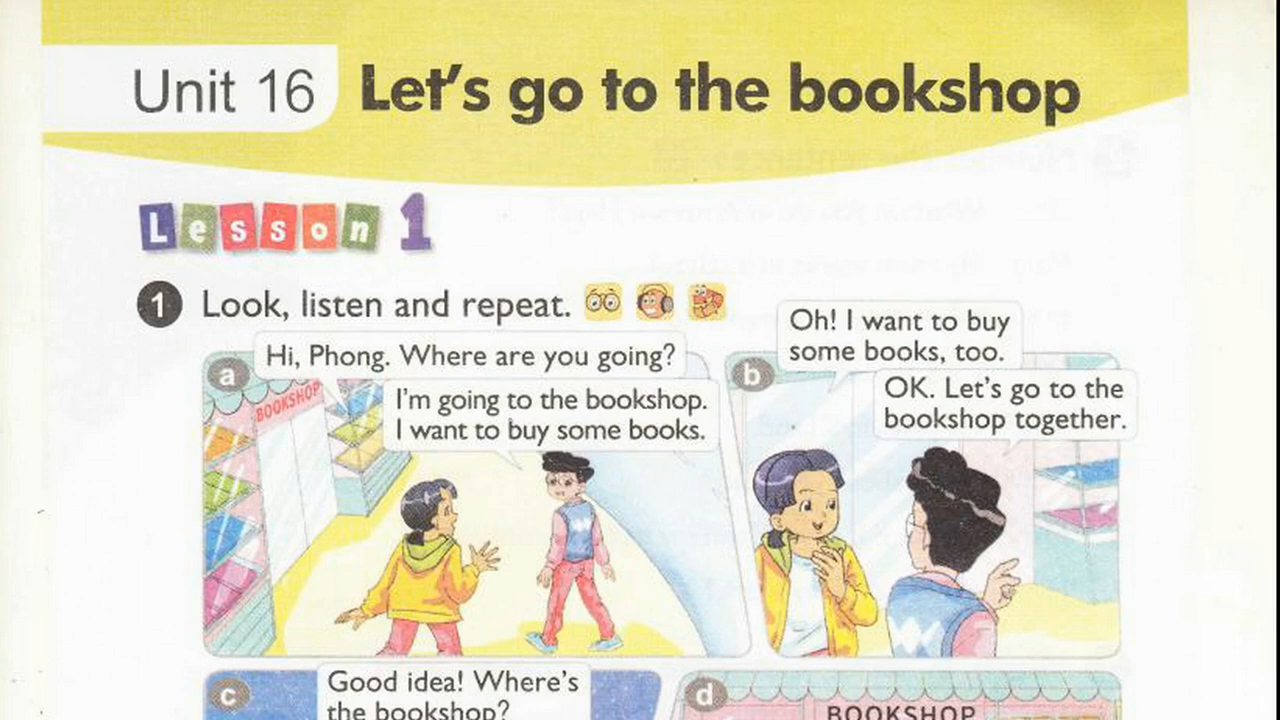 Unit 16 Let's go to the bookshop
Lesson 1
1 Look, listen and repeat.
a
Hi, Phong. Where are you going?
I'm going to the bookshop.
I want to buy some books.
BOOKSHOP
b
Oh! I want to buy
some books, too.
OK. Let's go to the
bookshop together.
c
Good idea! Where's
the bookshop?
d
BOOKSHOP